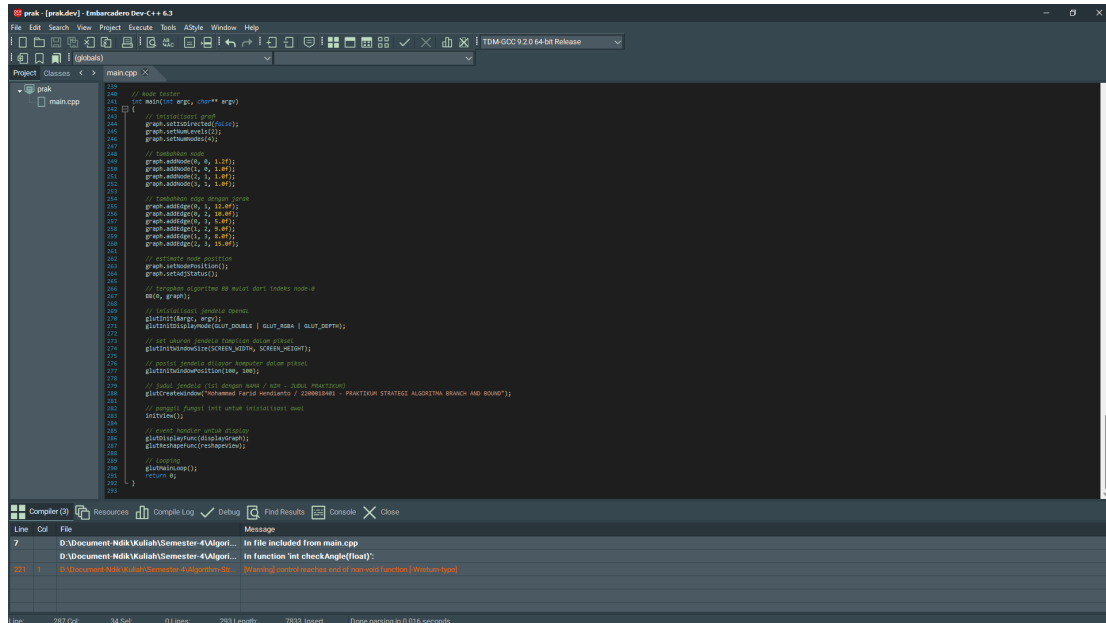 prak - [prak.dev] - Embarcadero Dev-C++ 6.3
File Edit Search View Project Execute Tools AStyle Window Help
TDM-GCC 9.2.0 64-bit Release
(globals)
Project Classes main.cpp
prak
main.cpp
239
240 // kode tester
241 int main(int argc, char** argv)
242 {
243 // inisialisasi graf
244 graph.setIsDirected(false);
245 graph.setNumLevels(2);
246 graph.setNumNodes(4);
247
248 // tambahkan node
249 graph.addNode(0, 0, 1.2f);
250 graph.addNode(1, 0, 1.0f);
251 graph.addNode(2, 1, 1.0f);
252 graph.addNode(3, 1, 1.0f);
253
254 // tambahkan edge dengan jarak
255 graph.addEdge(0, 1, 12.0f);
256 graph.addEdge(0, 2, 10.0f);
257 graph.addEdge(0, 3, 5.0f);
258 graph.addEdge(1, 2, 9.0f);
259 graph.addEdge(1, 3, 8.0f);
260 graph.addEdge(2, 3, 15.0f);
261
262 // estimate node position
263 graph.setNodePosition();
264 graph.setAdjStatus();
265
266 // terapkan algoritma BB mulai dari indeks node-0
267 BB(0, graph);
268
269 // inisialisasi jendela OpenGL
270 glutInit(&argc, argv);
271 glutInitDisplayMode(GLUT_DOUBLE | GLUT_RGBA | GLUT_DEPTH);
272
273 // set ukuran jendela tampilan dalam piksel
274 glutInitWindowSize(SCREEN_WIDTH, SCREEN_HEIGHT);
275
276 // posisi jendela dilayar komputer dalam piksel
277 glutInitWindowPosition(100, 100);
278
279 // judul jendela (isi dengan NAMA / NIM - JUDUL PRAKTIKUM)
280 glutCreateWindow("Mohammad Farid Hendianto / 2200018401 - PRAKTIKUM STRATEGI ALGORITMA BRANCH AND BOUND");
281
282 // panggil fungsi init untuk inisialisasi awal
283 initView();
284
285 // event handler untuk display
286 glutDisplayFunc(displayGraph);
287 glutReshapeFunc(reshapeView);
288
289 // looping
290 glutMainLoop();
291 return 0;
292 }
293
Compiler (3) Resources Compile Log Debug Find Results Console Close
Line Col File Message
7 D:\Document-Ndik\Kuliah\Semester-4\Algori... In file included from main.cpp
D:\Document-Ndik\Kuliah\Semester-4\Algori... In function 'int checkAngle(float)':
221 1 D:\Document-Ndik\Kuliah\Semester-4\Algorithm-Str... [Warning] control reaches end of non-void function [-Wreturn-type]
Line: 287 Col: 34 Sel: 0 Lines: 293 Length: 7833 Insert Done parsing in 0.016 seconds